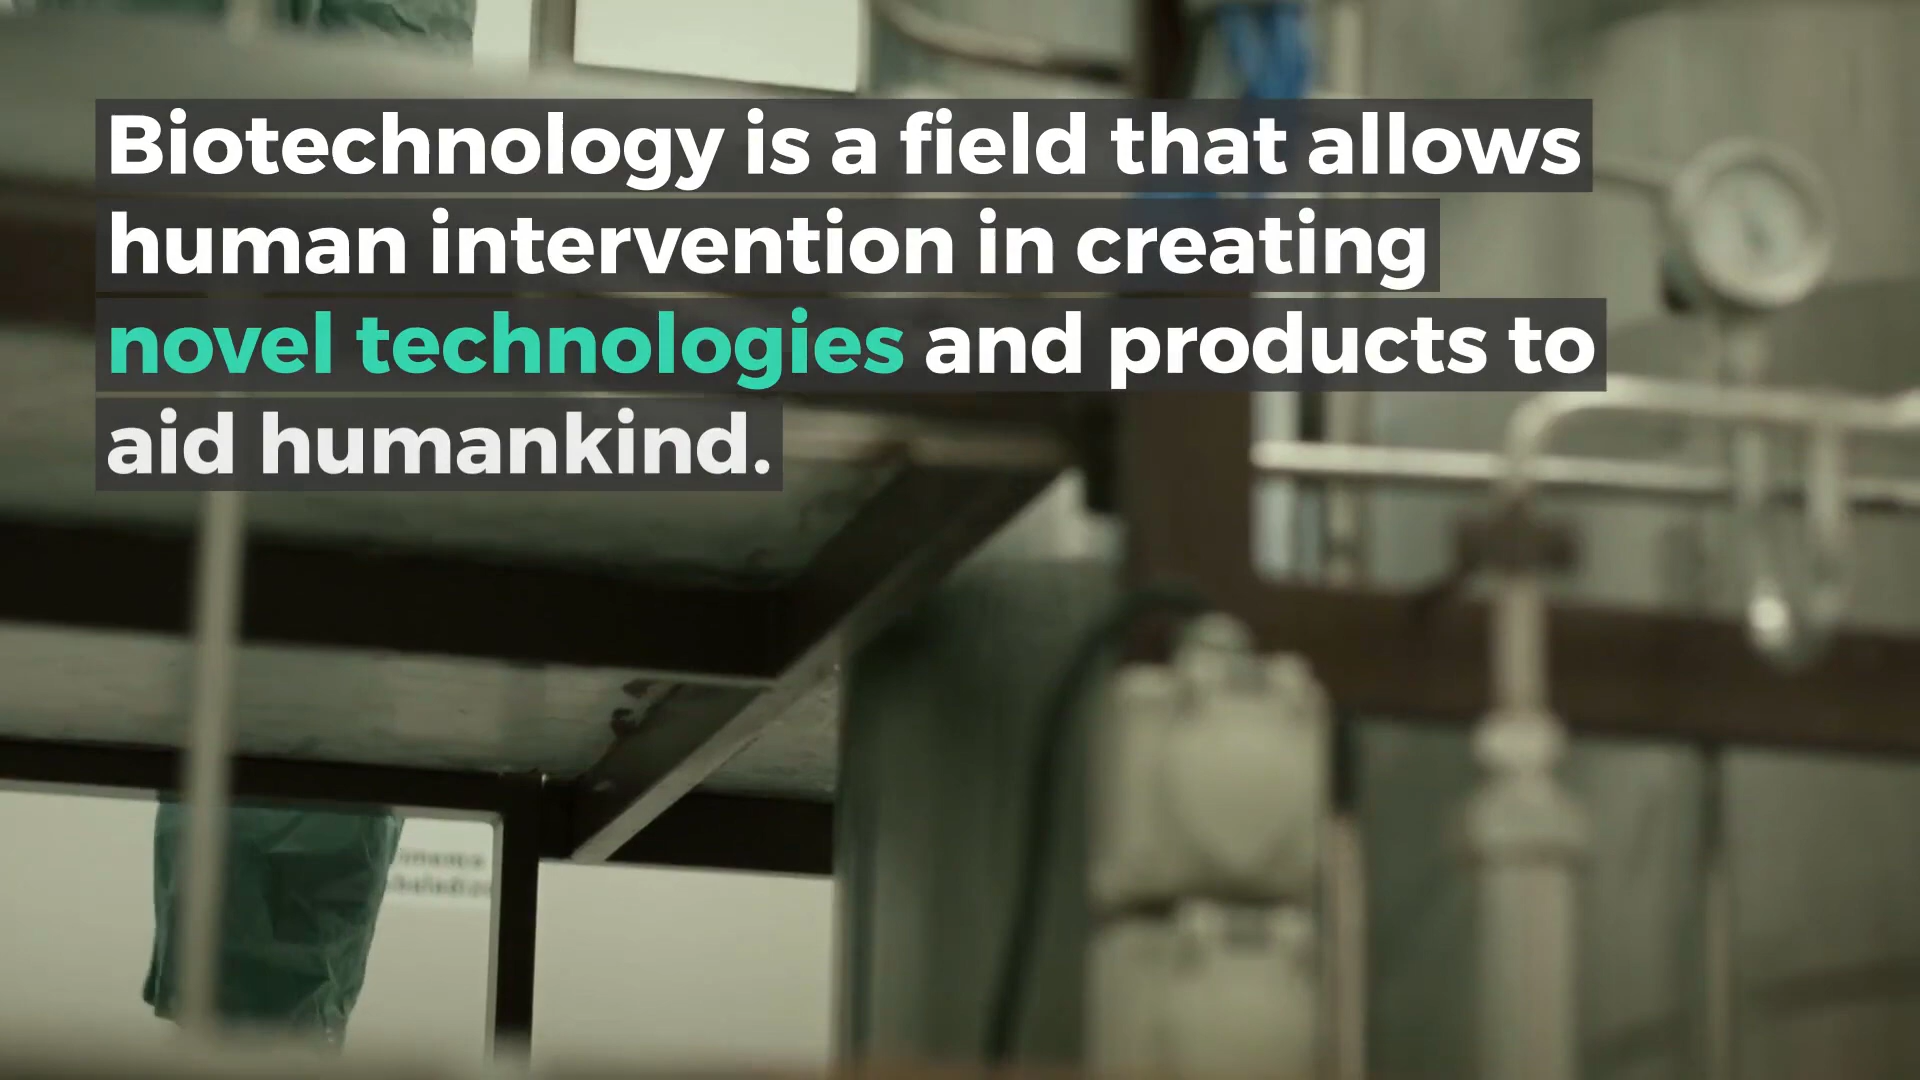 Biotechnology is a field that allows
human intervention in creating
novel technologies and products to
aid humankind.